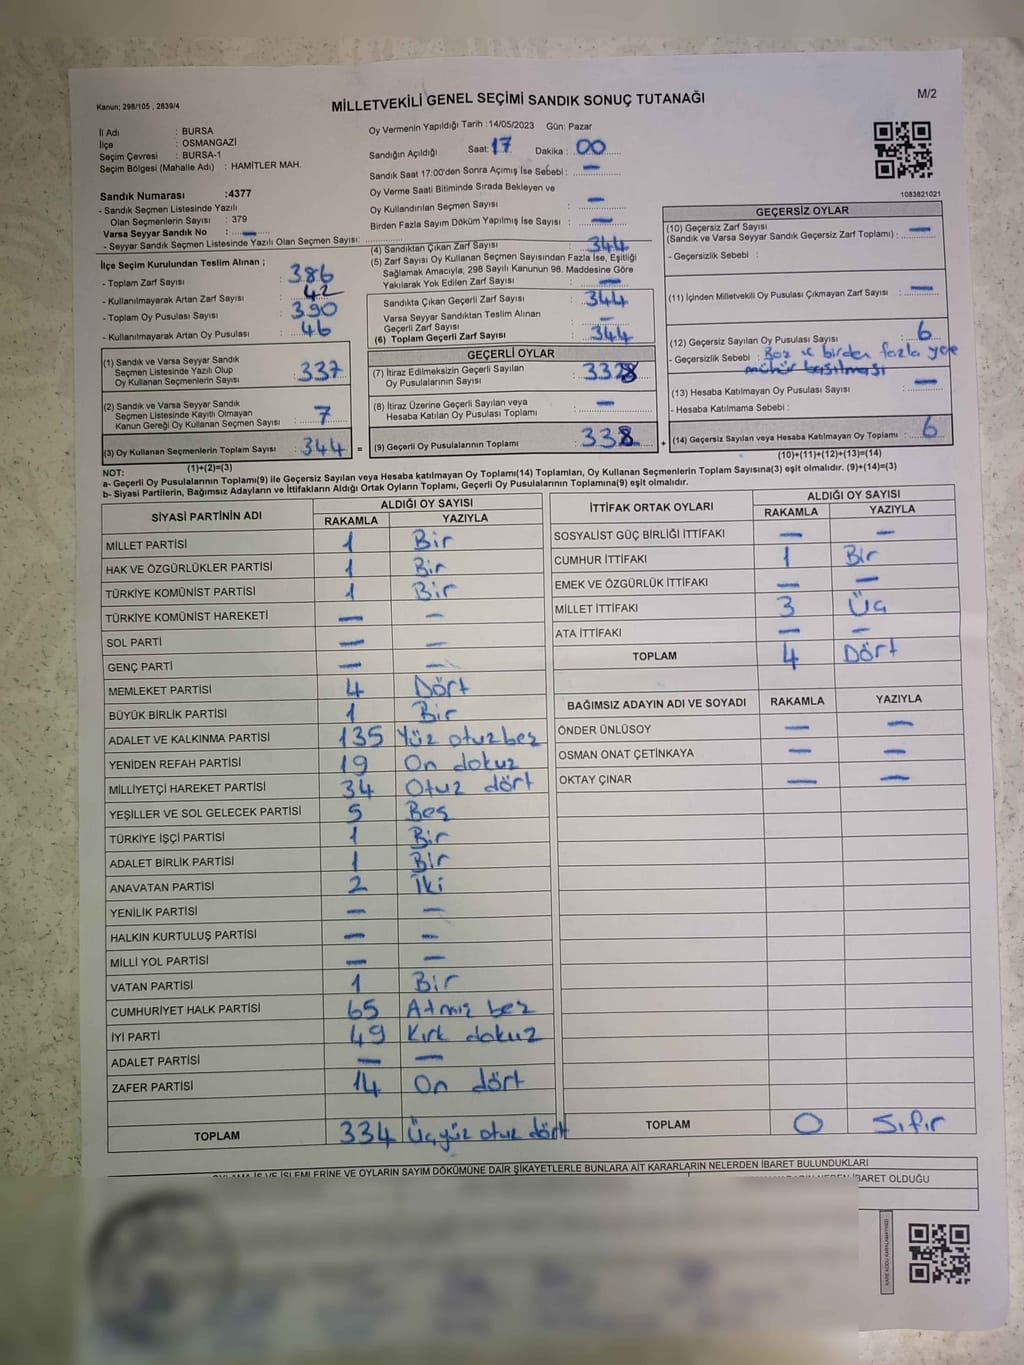 Kanun; 298/105 , 2839/4
MİLLETVEKİLİ GENEL SEÇİMİ SANDIK SONUÇ TUTANAĞI
M/2
İl Adı : BURSA
İlçe : OSMANGAZİ
Seçim Çevresi : BURSA-1
Seçim Bölgesi (Mahalle Adı) : HAMİTLER MAH.
Sandık Numarası :4377
- Sandık Seçmen Listesinde Yazılı
Olan Seçmenlerin Sayısı : 379
Varsa Seyyar Sandık No : —
- Seyyar Sandık Seçmen Listesinde Yazılı Olan Seçmen Sayısı:
Oy Vermenin Yapıldığı Tarih :14/05/2023 Gün: Pazar
Sandığın Açıldığı Saat: 17 Dakika : 00
Sandık Saat 17:00'den Sonra Açımış İse Sebebi : —
Oy Verme Saati Bitiminde Sırada Bekleyen ve
Oy Kullandırılan Seçmen Sayısı : —
Birden Fazla Sayım Döküm Yapılmış İse Sayısı : —
1083821021
İlçe Seçim Kurulundan Teslim Alınan ;
- Toplam Zarf Sayısı : 386
- Kullanılmayarak Artan Zarf Sayısı : 42
- Toplam Oy Pusulası Sayısı : 390
- Kullanılmayarak Artan Oy Pusulası : 46
(1) Sandık ve Varsa Seyyar Sandık
Seçmen Listesinde Yazılı Olup
Oy Kullanan Seçmenlerin Sayısı : 337
(2) Sandık ve Varsa Seyyar Sandık
Seçmen Listesinde Kayıtlı Olmayan
Kanun Gereği Oy Kullanan Seçmen Sayısı : 7
(3) Oy Kullanan Seçmenlerin Toplam Sayısı : 344
(1)+(2)=(3)
(4) Sandıktan Çıkan Zarf Sayısı : 344
(5) Zarf Sayısı Oy Kullanan Seçmen Sayısından Fazla İse, Eşitliği
Sağlamak Amacıyla; 298 Sayılı Kanunun 98. Maddesine Göre
Yakılarak Yok Edilen Zarf Sayısı : —
Sandıkta Çıkan Geçerli Zarf Sayısı : 344
Varsa Seyyar Sandıktan Teslim Alınan
Geçerli Zarf Sayısı : —
(6) Toplam Geçerli Zarf Sayısı : 344
GEÇERLİ OYLAR
(7) İtiraz Edilmeksizin Geçerli Sayılan
Oy Pusulalarının Sayısı : 338
(8) İtiraz Üzerine Geçerli Sayılan veya
Hesaba Katılan Oy Pusulası Toplamı : —
= (9) Geçerli Oy Pusulalarının Toplamı : 338 +
GEÇERSİZ OYLAR
(10) Geçersiz Zarf Sayısı
(Sandık ve Varsa Seyyar Sandık Geçersiz Zarf Toplamı) : —
- Geçersizlik Sebebi :
(11) İçinden Milletvekili Oy Pusulası Çıkmayan Zarf Sayısı : —
(12) Geçersiz Sayılan Oy Pusulası Sayısı : 6
- Geçersizlik Sebebi : Boş ve birden fazla yere
mühür basılması
(13) Hesaba Katılmayan Oy Pusulası Sayısı : —
- Hesaba Katılmama Sebebi :
(14) Geçersiz Sayılan veya Hesaba Katılmayan Oy Toplamı : 6
(10)+(11)+(12)+(13)=(14)
NOT:
a- Geçerli Oy Pusulalarının Toplamı(9) ile Geçersiz Sayılan veya Hesaba katılmayan Oy Toplamı(14) Toplamları, Oy Kullanan Seçmenlerin Toplam Sayısına(3) eşit olmalıdır. (9)+(14)=(3)
b- Siyasi Partilerin, Bağımsız Adayların ve İttifakların Aldığı Ortak Oyların Toplamı, Geçerli Oy Pusulalarının Toplamına(9) eşit olmalıdır.
SİYASİ PARTİNİN ADI ALDIĞI OY SAYISI
RAKAMLA YAZIYLA
MİLLET PARTİSİ 1 Bir
HAK VE ÖZGÜRLÜKLER PARTİSİ 1 Bir
TÜRKİYE KOMÜNİST PARTİSİ 1 Bir
TÜRKİYE KOMÜNİST HAREKETİ — —
SOL PARTİ — —
GENÇ PARTİ — —
MEMLEKET PARTİSİ 4 Dört
BÜYÜK BİRLİK PARTİSİ 1 Bir
ADALET VE KALKINMA PARTİSİ 135 Yüz otuzbeş
YENİDEN REFAH PARTİSİ 19 On dokuz
MİLLİYETÇİ HAREKET PARTİSİ 34 Otuz dört
YEŞİLLER VE SOL GELECEK PARTİSİ 5 Beş
TÜRKİYE İŞÇİ PARTİSİ 1 Bir
ADALET BİRLİK PARTİSİ 1 Bir
ANAVATAN PARTİSİ 2 İki
YENİLİK PARTİSİ — —
HALKIN KURTULUŞ PARTİSİ — —
MİLLİ YOL PARTİSİ — —
VATAN PARTİSİ 1 Bir
CUMHURİYET HALK PARTİSİ 65 Atmış beş
İYİ PARTİ 49 Kırk dokuz
ADALET PARTİSİ — —
ZAFER PARTİSİ 14 On dört
TOPLAM 334 Üçyüz otuz dört
İTTİFAK ORTAK OYLARI ALDIĞI OY SAYISI
RAKAMLA YAZIYLA
SOSYALİST GÜÇ BİRLİĞİ İTTİFAKI — —
CUMHUR İTTİFAKI 1 Bir
EMEK VE ÖZGÜRLÜK İTTİFAKI — —
MİLLET İTTİFAKI 3 Üç
ATA İTTİFAKI — —
TOPLAM 4 Dört
BAĞIMSIZ ADAYIN ADI VE SOYADI RAKAMLA YAZIYLA
ÖNDER ÜNLÜSOY — —
OSMAN ONAT ÇETİNKAYA — —
OKTAY ÇINAR — —
TOPLAM 0 Sıfır
OYLAMA İŞ VE İŞLEMLERİNE VE OYLARIN SAYIM DÖKÜMÜNE DAİR ŞİKAYETLERLE BUNLARA AİT KARARLARIN NELERDEN İBARET BULUNDUKLARI
İBARET OLDUĞU